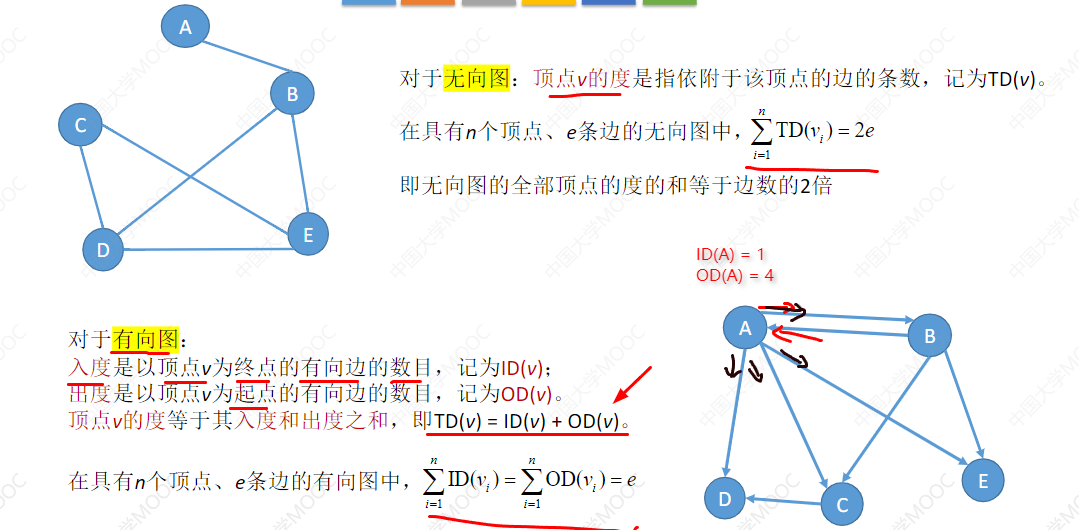 A
B
C
D
E
对于无向图：顶点v的度是指依附于该顶点的边的条数，记为TD(v)。
在具有n个顶点、e条边的无向图中，∑_{i=1}^{n} TD(v_i) = 2e
即无向图的全部顶点的度的和等于边数的2倍
ID(A) = 1
OD(A) = 4
对于有向图：
入度是以顶点v为终点的有向边的数目，记为ID(v)；
出度是以顶点v为起点的有向边的数目，记为OD(v)。
顶点v的度等于其入度和出度之和，即TD(v) = ID(v) + OD(v)。
在具有n个顶点、e条边的有向图中，∑_{i=1}^{n} ID(v_i) = ∑_{i=1}^{n} OD(v_i) = e
A
B
D
C
E
中国大学MOOC